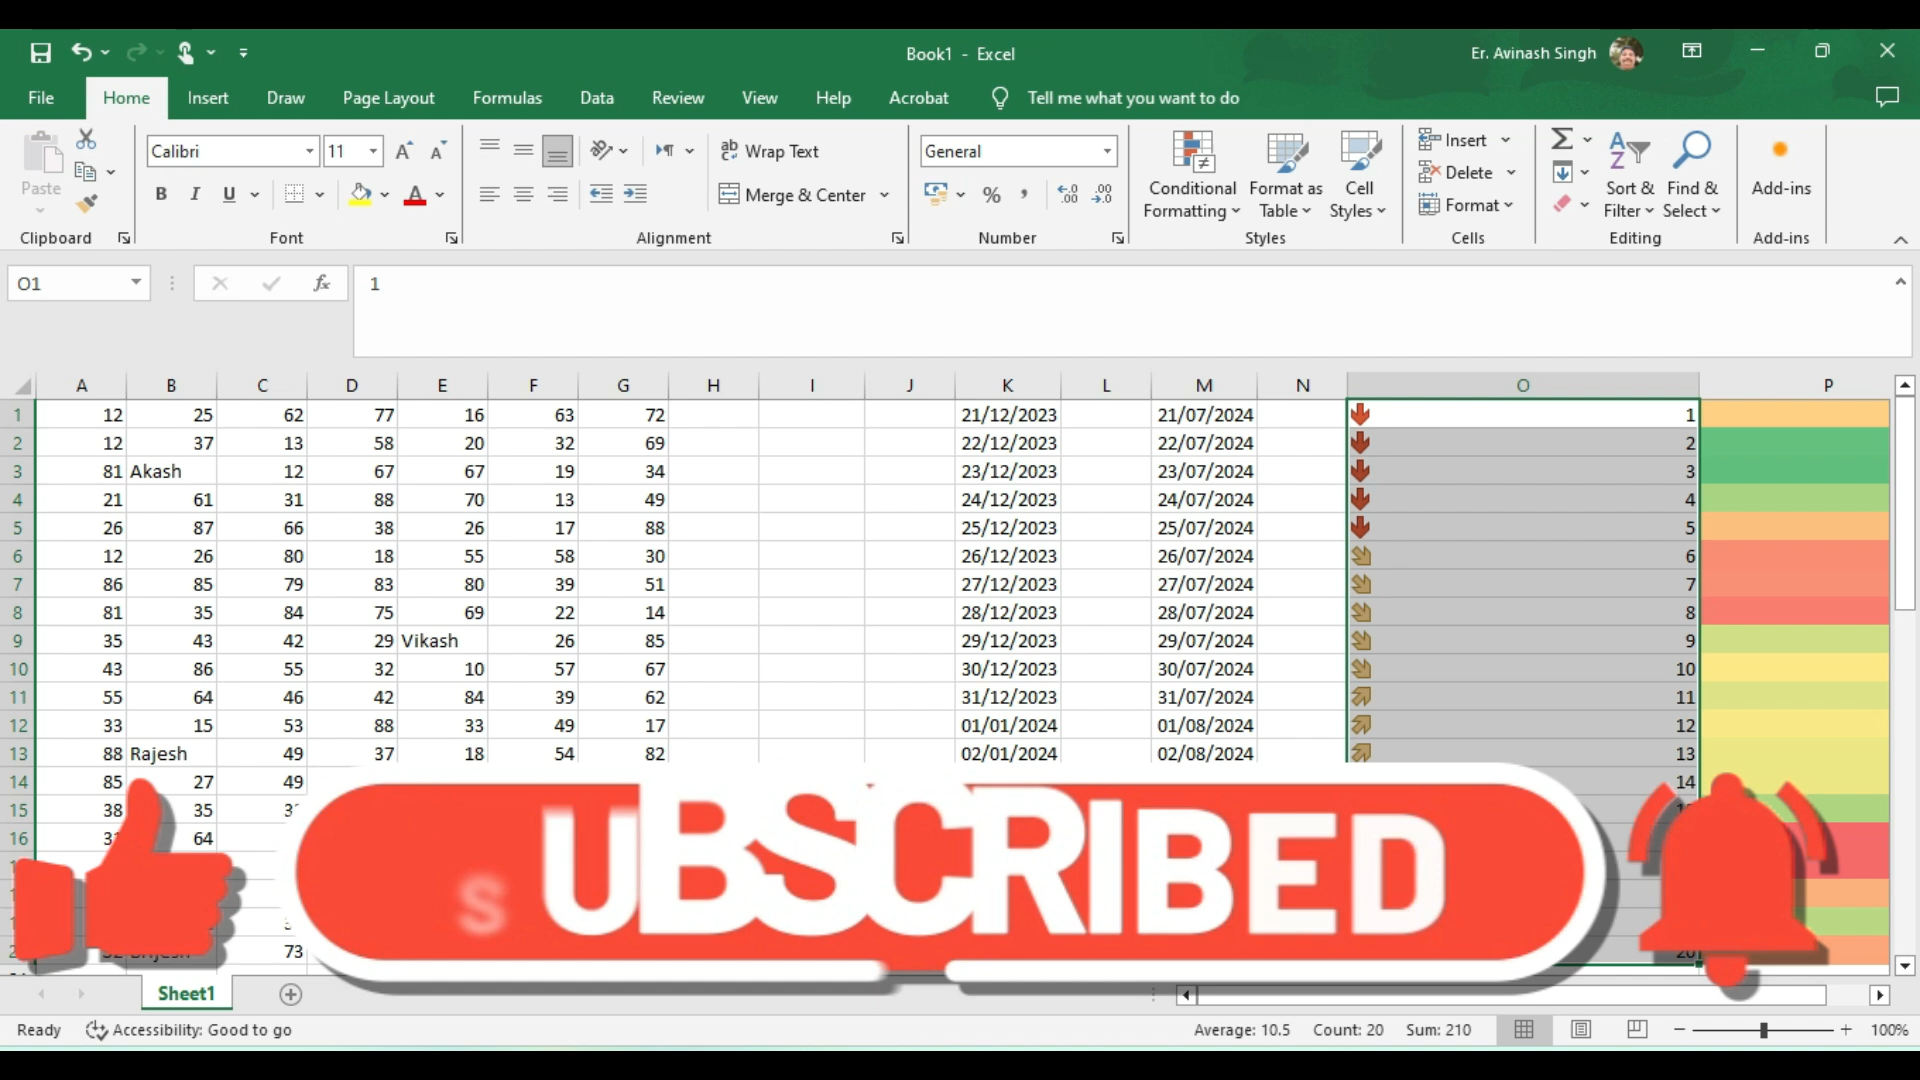 Book1 - Excel
Er. Avinash Singh
File Home Insert Draw Page Layout Formulas Data Review View Help Acrobat Tell me what you want to do
Paste
Clipboard
Calibri 11
B I U
Font
ab Wrap Text
Merge & Center
Alignment
General
% ,
Number
Conditional Formatting
Format as Table
Cell Styles
Styles
Insert
Delete
Format
Cells
Sort & Filter
Find & Select
Editing
Add-ins
Add-ins
O1 fx 1
A B C D E F G H I J K L M N O P
1 12 25 62 77 16 63 72 21/12/2023 21/07/2024 1
2 12 37 13 58 20 32 69 22/12/2023 22/07/2024 2
3 81 Akash 12 67 67 19 34 23/12/2023 23/07/2024 3
4 21 61 31 88 70 13 49 24/12/2023 24/07/2024 4
5 26 87 66 38 26 17 88 25/12/2023 25/07/2024 5
6 12 26 80 18 55 58 30 26/12/2023 26/07/2024 6
7 86 85 79 83 80 39 51 27/12/2023 27/07/2024 7
8 81 35 84 75 69 22 14 28/12/2023 28/07/2024 8
9 35 43 42 29 Vikash 26 85 29/12/2023 29/07/2024 9
10 43 86 55 32 10 57 67 30/12/2023 30/07/2024 10
11 55 64 46 42 84 39 62 31/12/2023 31/07/2024 11
12 33 15 53 88 33 49 17 01/01/2024 01/08/2024 12
13 88 Rajesh 49 37 18 54 82 02/01/2024 02/08/2024 13
14 85 27 49 14
15 38 35
16 64
73 20
SUBSCRIBED
Sheet1
Ready Accessibility: Good to go Average: 10.5 Count: 20 Sum: 210 100%